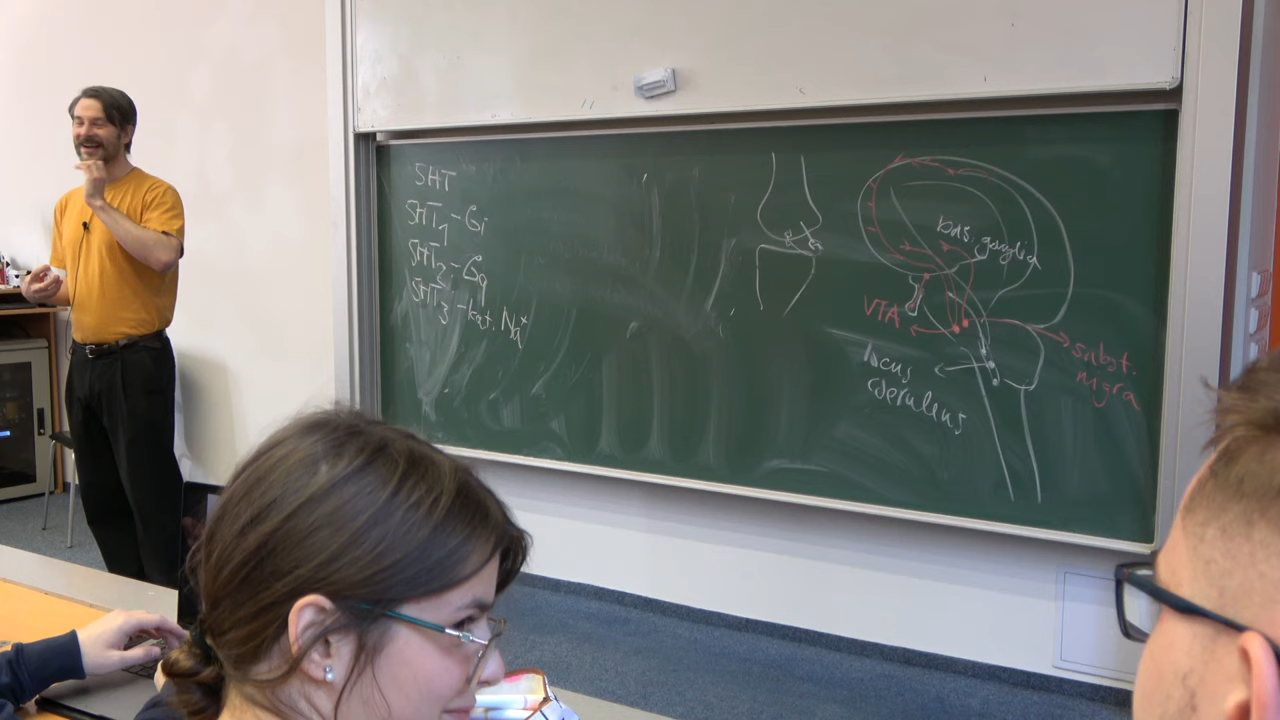 5HT
5HT1 - Gi
5HT2 - Gq
5HT3 - kat. Na+
bas. ganglia
VTA
locus
coeruleus
subst.
nigra